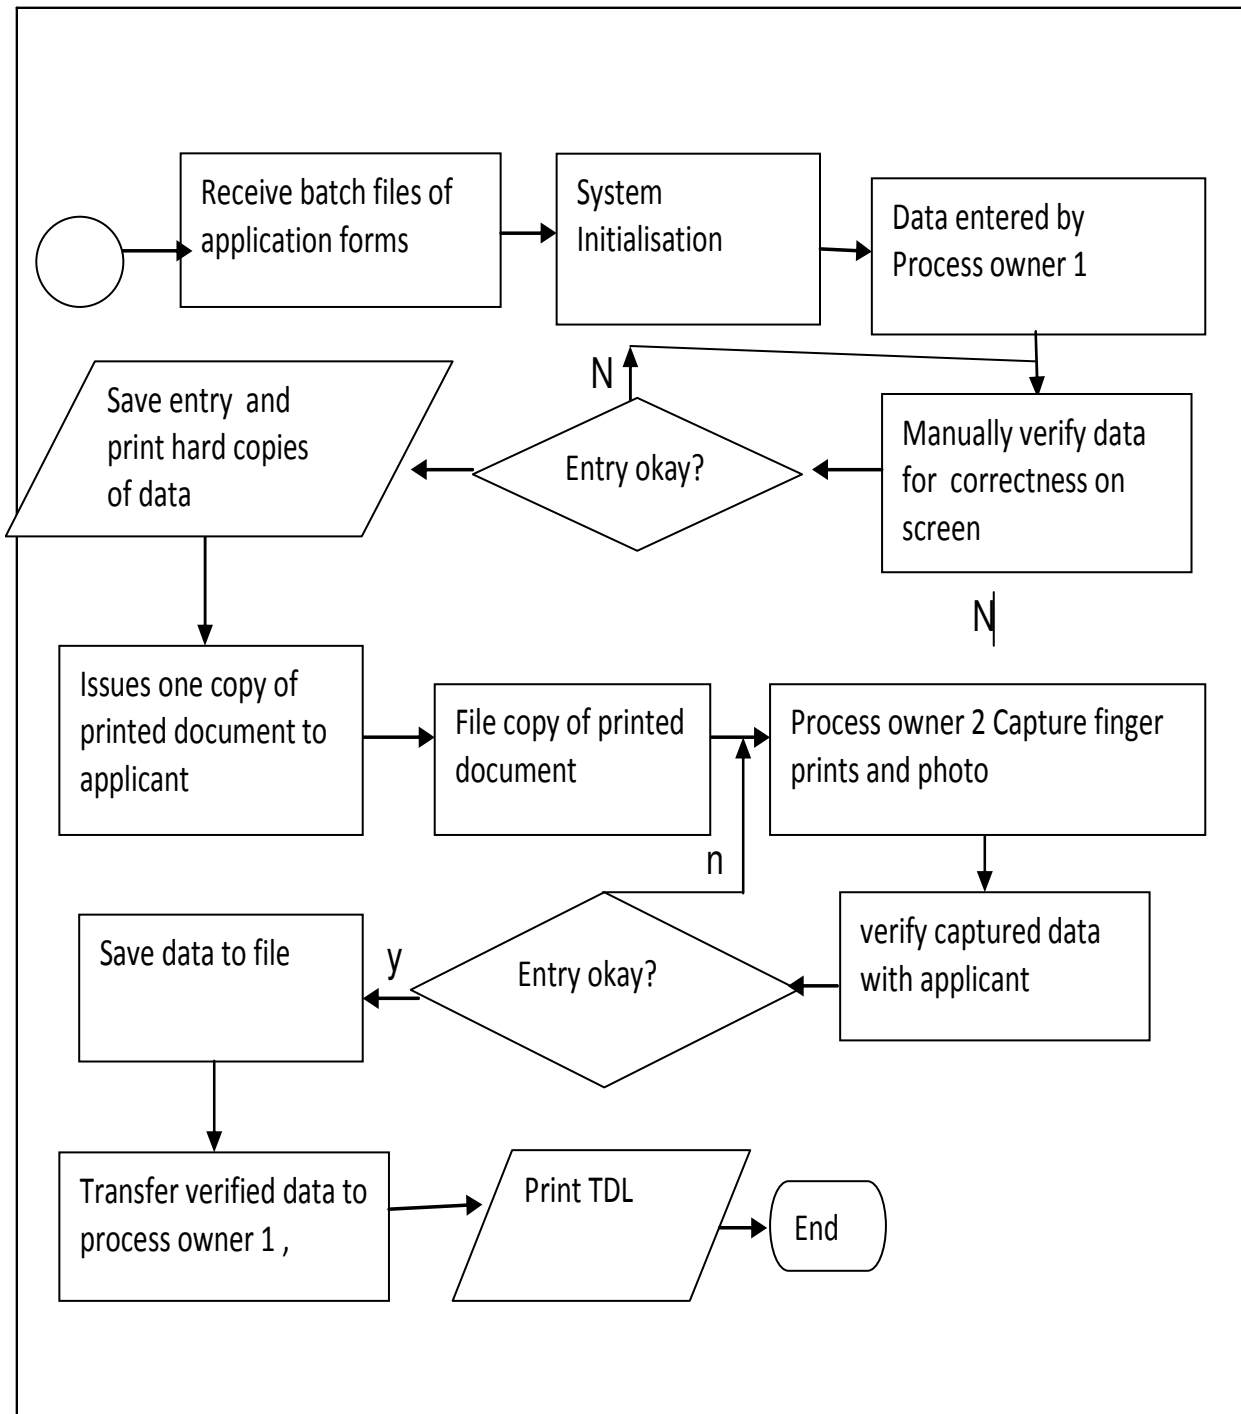 Receive batch files of
application forms
System
Initialisation
Data entered by
Process owner 1
N
Save entry and
print hard copies
of data
Entry okay?
Manually verify data
for correctness on
screen
N
Issues one copy of
printed document to
applicant
File copy of printed
document
Process owner 2 Capture finger
prints and photo
n
Save data to file
y
Entry okay?
verify captured data
with applicant
Transfer verified data to
process owner 1 ,
Print TDL
End